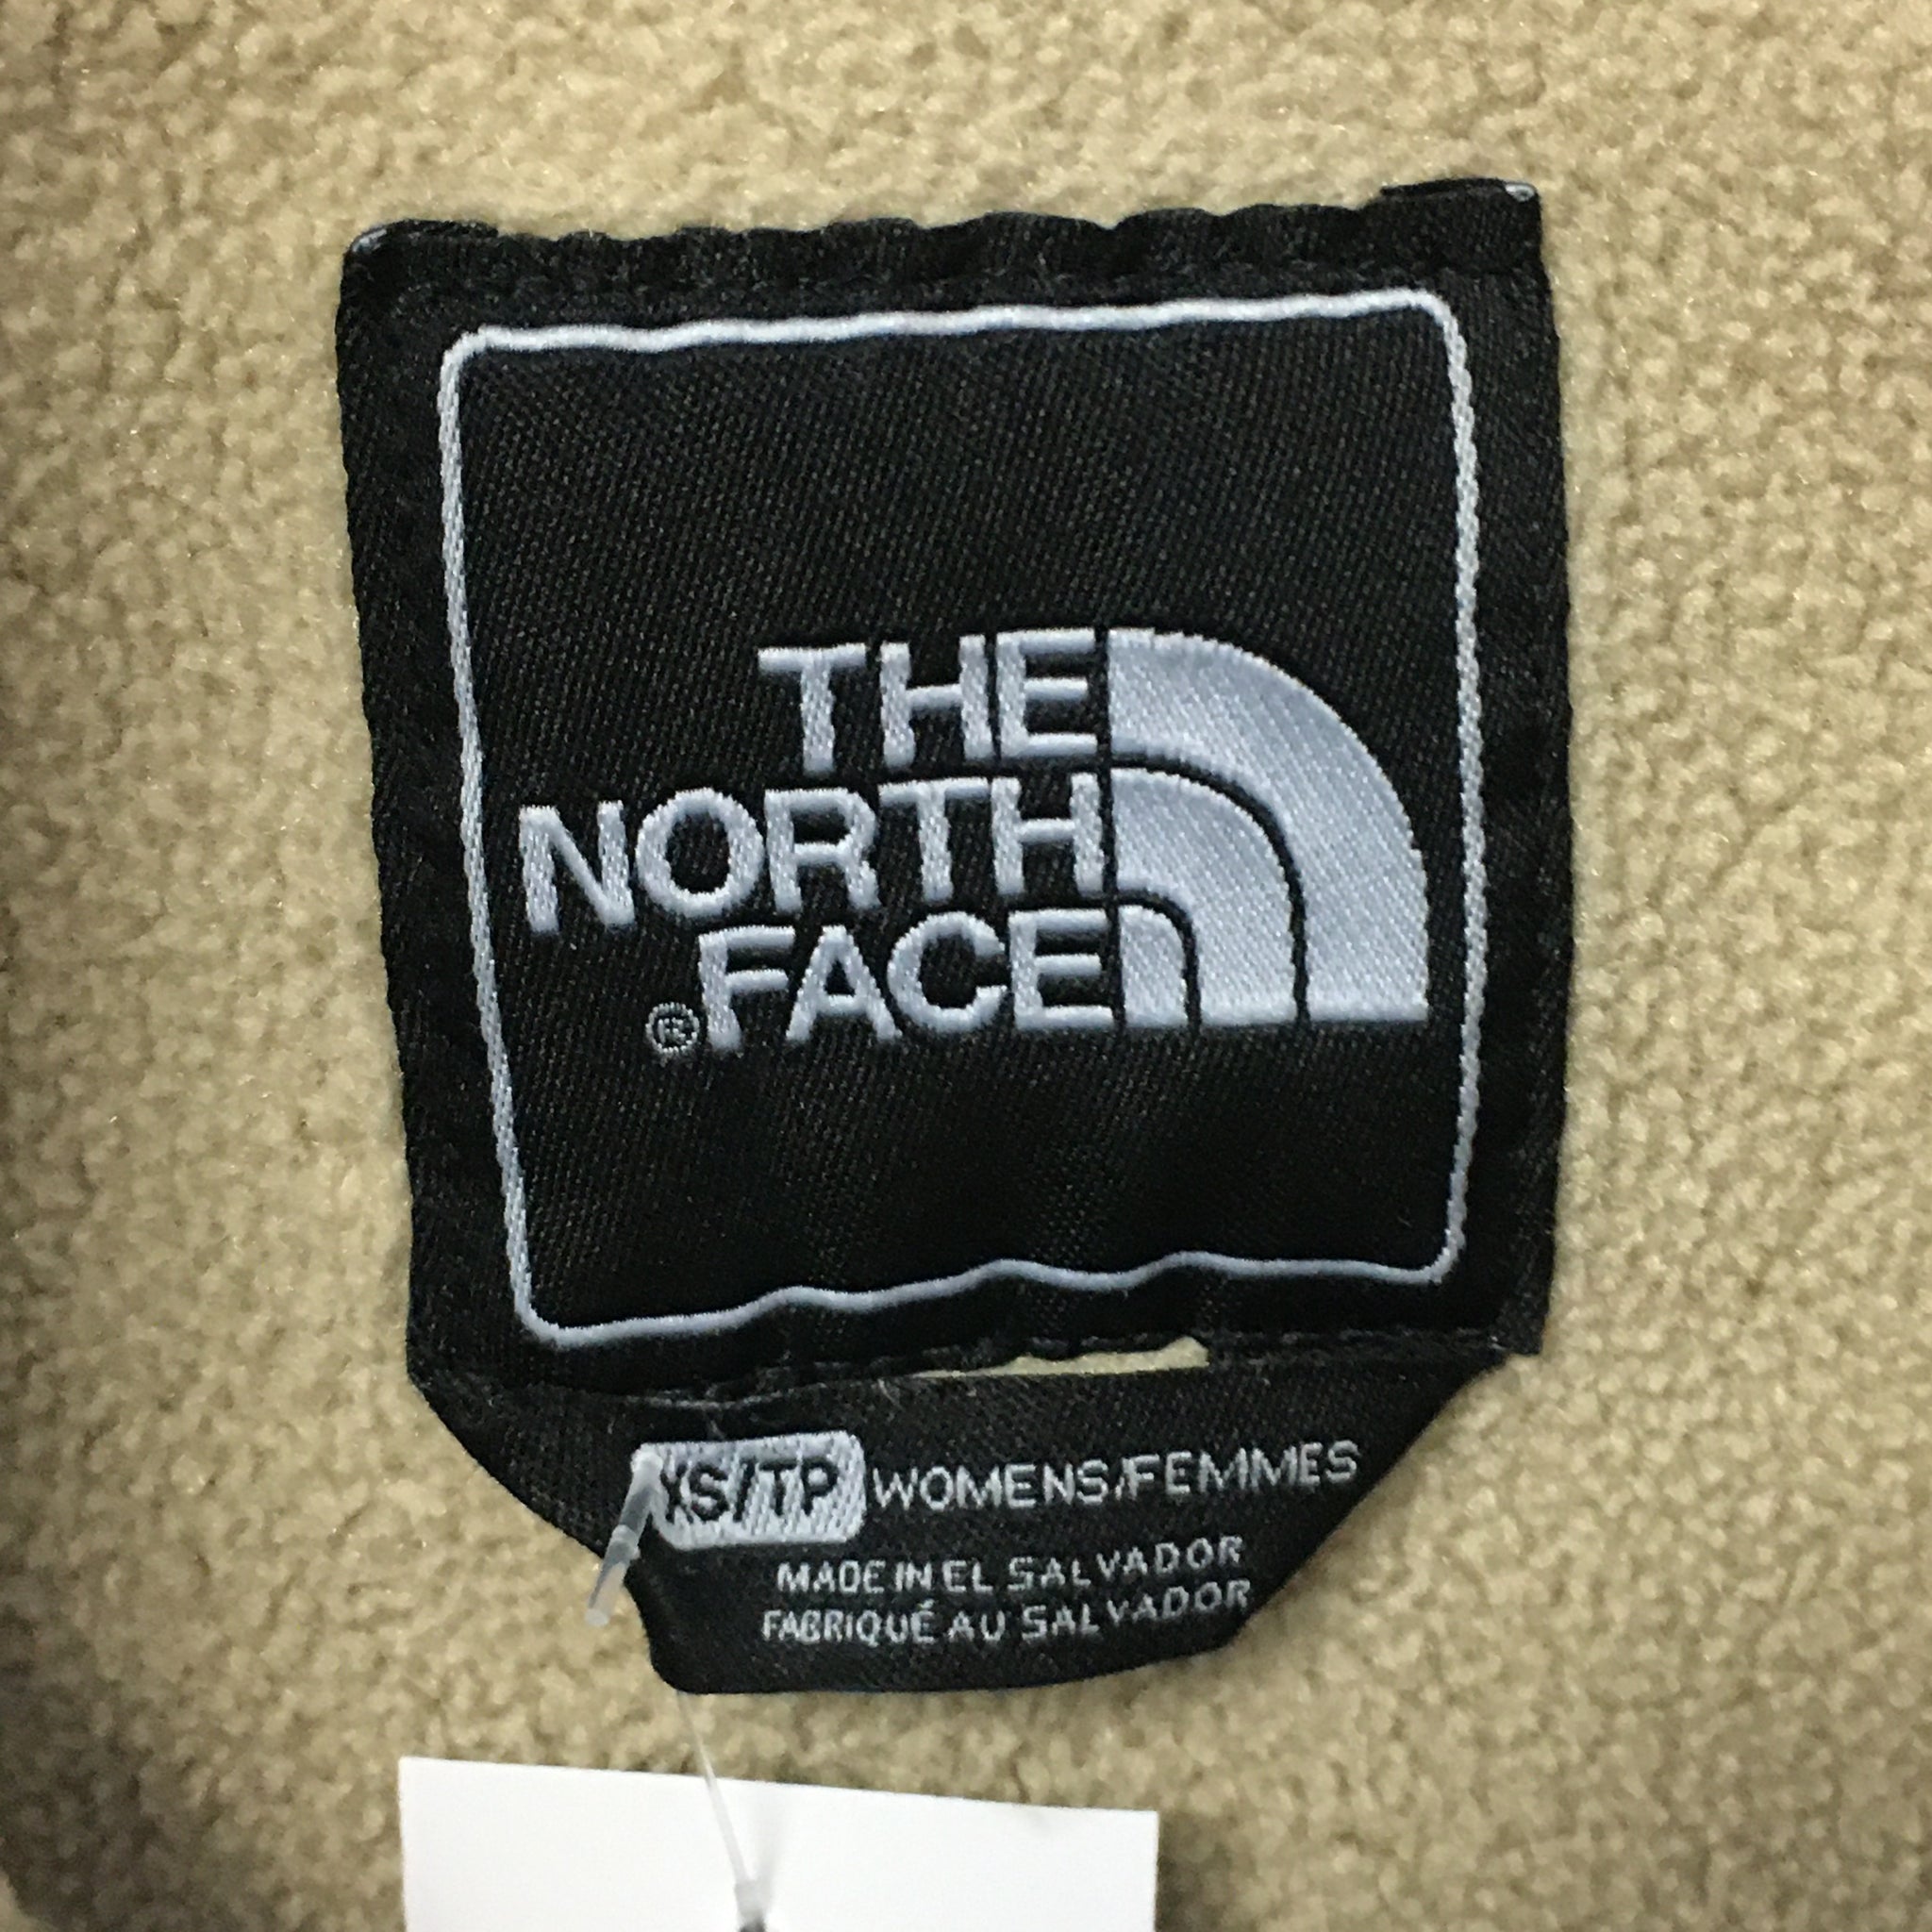 THE
NORTH
FACE
®
XS/TP WOMENS/FEMMES
MADE IN EL SALVADOR
FABRIQUÉ AU SALVADOR